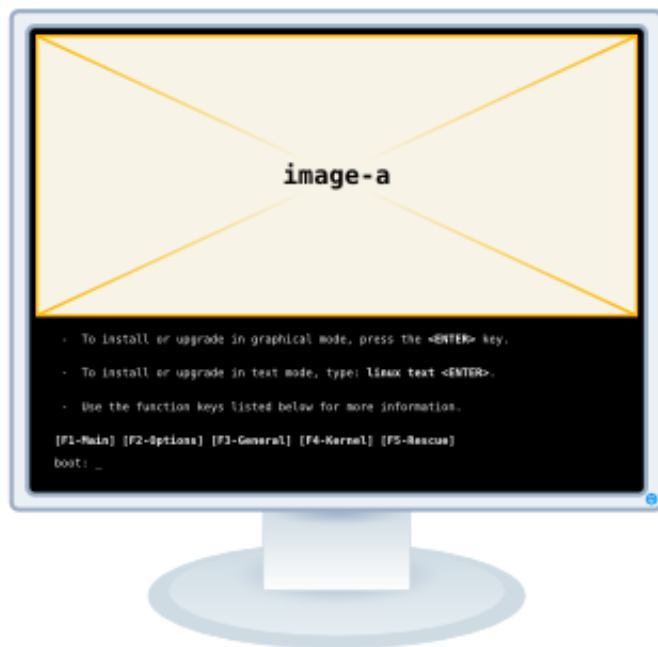 image-a
- To install or upgrade in graphical mode, press the <ENTER> key.
- To install or upgrade in text mode, type: linux text <ENTER>.
- Use the function keys listed below for more information.
[F1-Main] [F2-Options] [F3-General] [F4-Kernel] [F5-Rescue]
boot: _